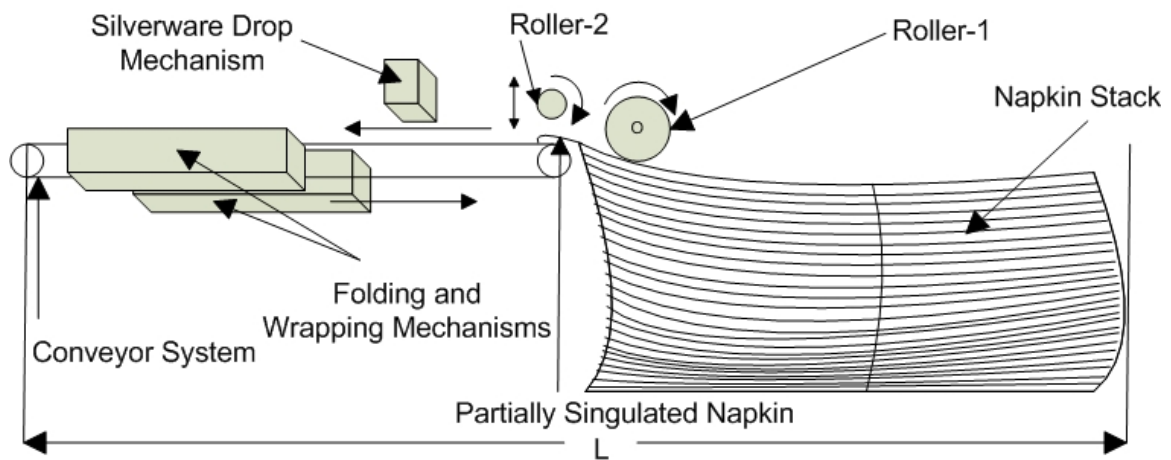 Silverware Drop
Mechanism
Roller-2
Roller-1
Napkin Stack
Folding and
Wrapping Mechanisms
Conveyor System
Partially Singulated Napkin
L